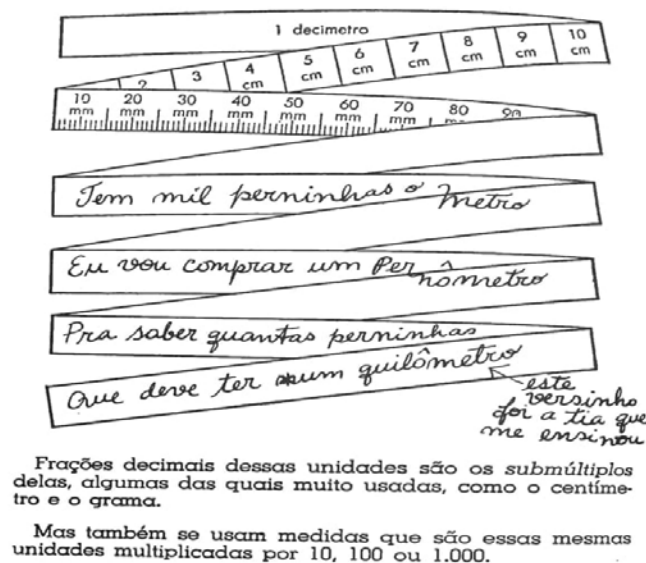 1 decimetro
2 3 4 cm 5 cm 6 cm 7 cm 8 cm 9 cm 10 cm
10 mm 20 mm 30 mm 40 mm 50 mm 60 mm 70 mm 80 mm 90
Tem mil perninhas o metro
Eu vou comprar um Pernômetro
Pra saber quantas perninhas
Que deve ter num quilômetro
este
versinho
foi a tia que
me ensinou
Frações decimais dessas unidades são os submúltiplos
delas, algumas das quais muito usadas, como o centíme-
tro e o grama.
Mas também se usam medidas que são essas mesmas
unidades multiplicadas por 10, 100 ou 1.000.